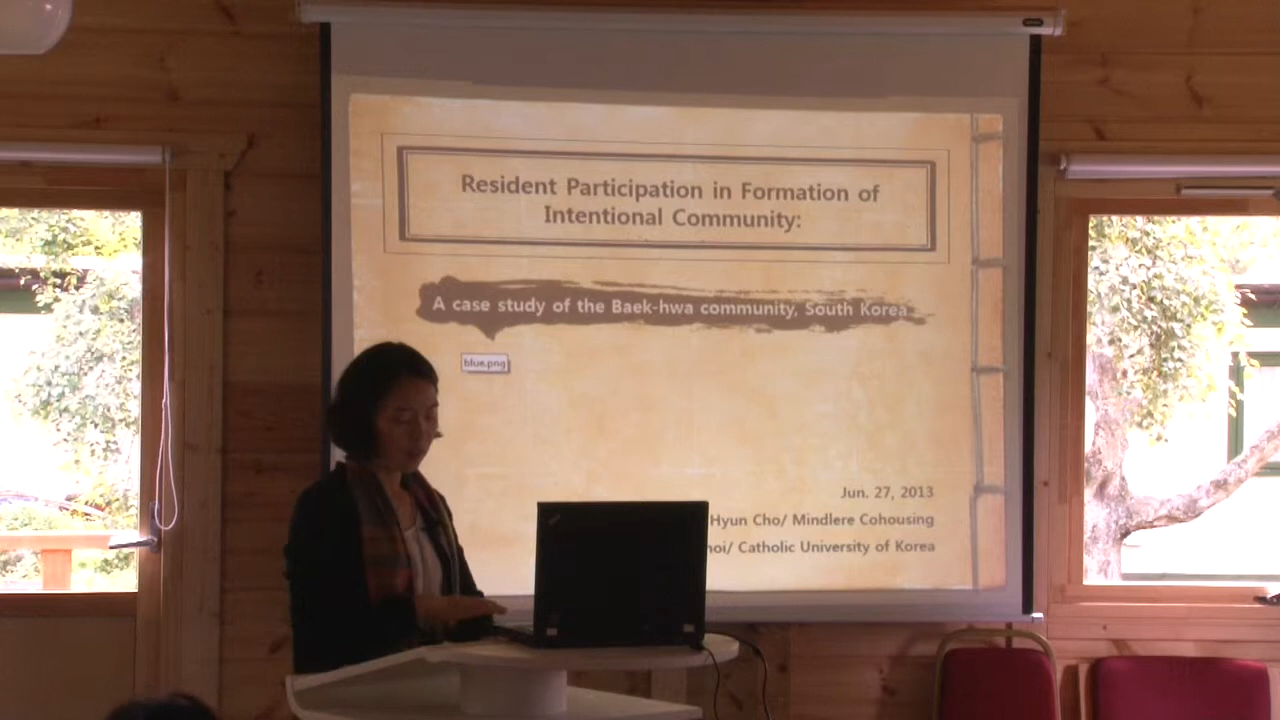 Resident Participation in Formation of
Intentional Community:
A case study of the Baek-hwa community, South Korea
blue.png
Jun. 27, 2013
Hyun Cho/ Mindlere Cohousing
hoi/ Catholic University of Korea